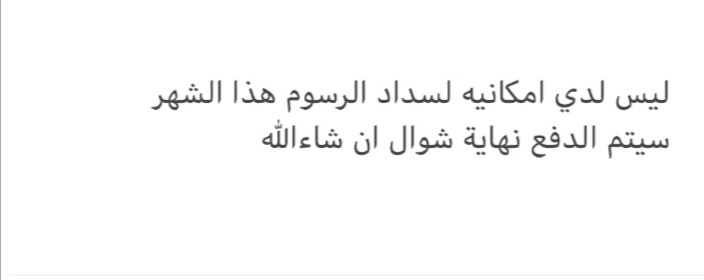 ليس لدي امكانيه لسداد الرسوم هذا الشهر
سيتم الدفع نهاية شوال ان شاءالله